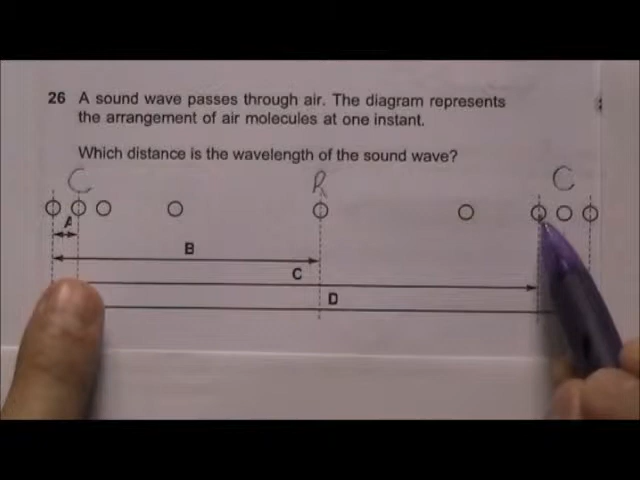 26 A sound wave passes through air. The diagram represents
the arrangement of air molecules at one instant.
Which distance is the wavelength of the sound wave?
C R C
A
B
C
D